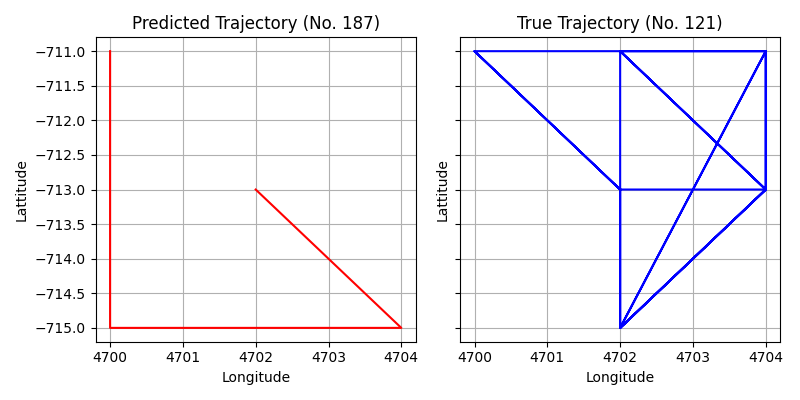 Predicted Trajectory (No. 187)
True Trajectory (No. 121)
−711.0
−711.5
−712.0
−712.5
−713.0
−713.5
−714.0
−714.5
−715.0
Lattitude
Lattitude
4700 4701 4702 4703 4704
4700 4701 4702 4703 4704
Longitude
Longitude